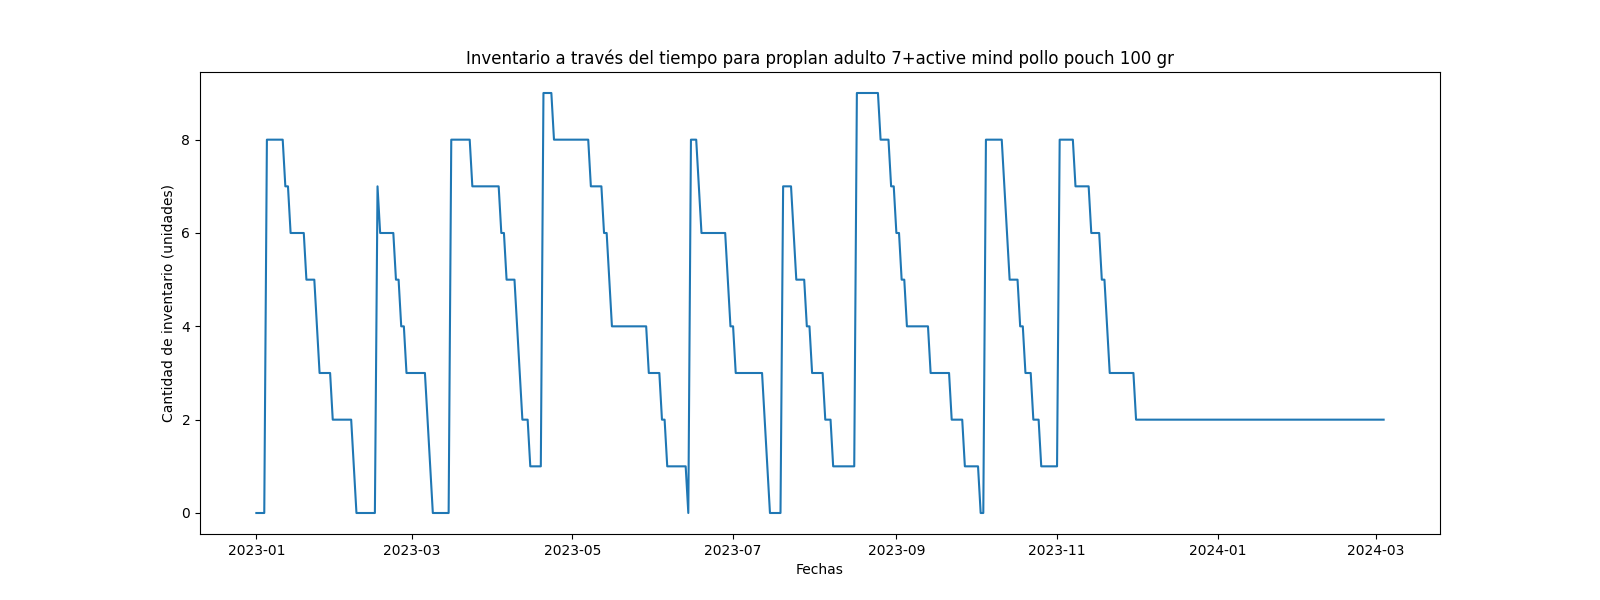 Inventario a través del tiempo para proplan adulto 7+active mind pollo pouch 100 gr
Cantidad de inventario (unidades)
8
6
4
2
0
2023-01 2023-03 2023-05 2023-07 2023-09 2023-11 2024-01 2024-03
Fechas